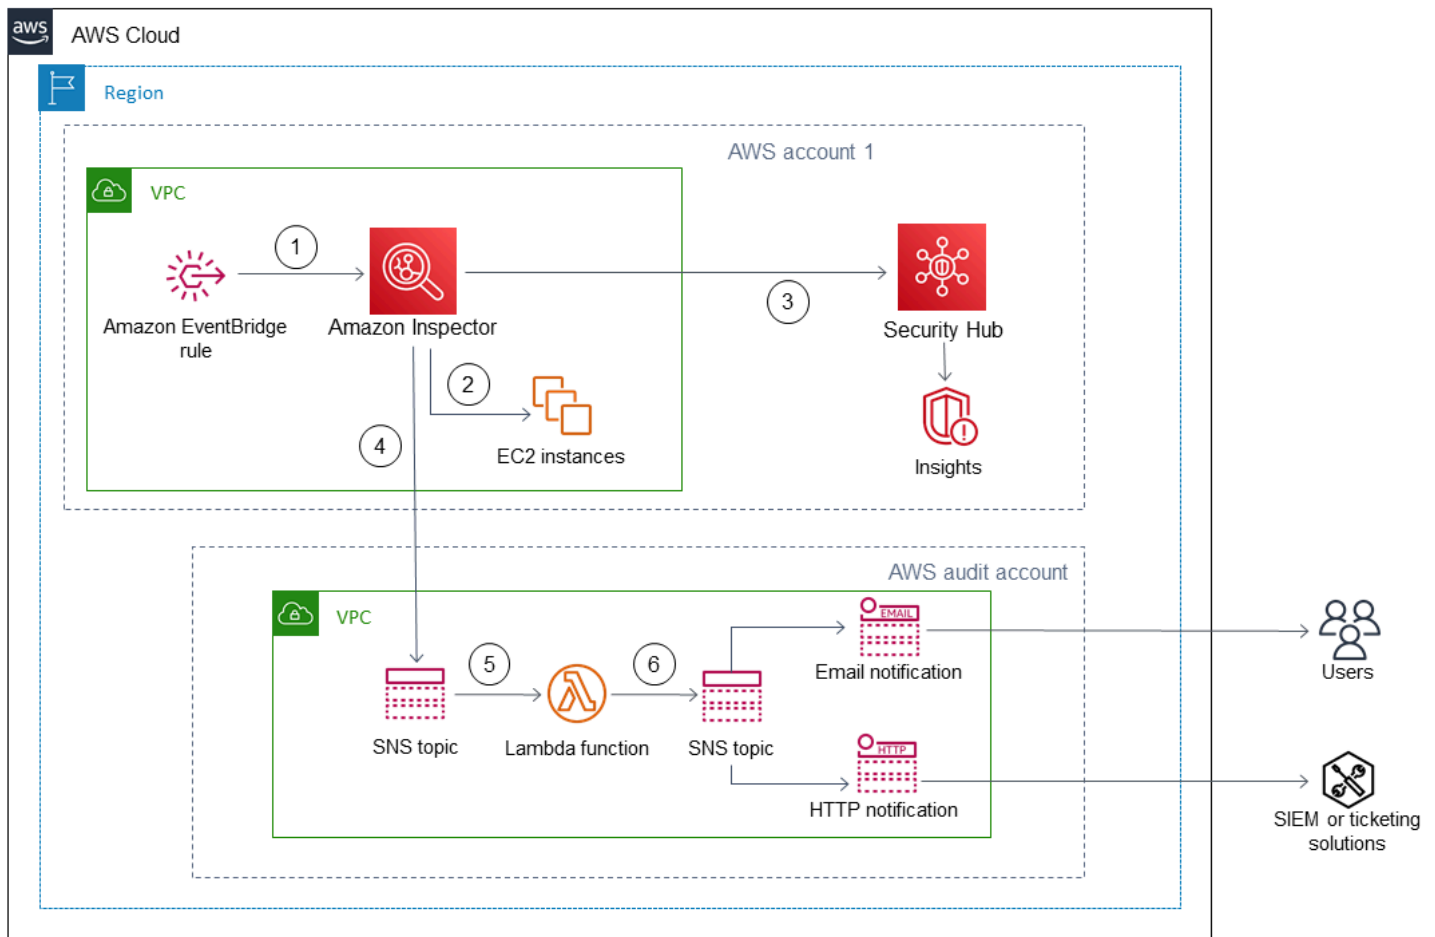 aws
AWS Cloud
Region
AWS account 1
VPC
1
Amazon EventBridge
rule
Amazon Inspector
3
Security Hub
2
4
EC2 instances
Insights
AWS audit account
VPC
EMAIL
Email notification
Users
5
6
SNS topic
Lambda function
SNS topic
HTTP
HTTP notification
SIEM or ticketing
solutions